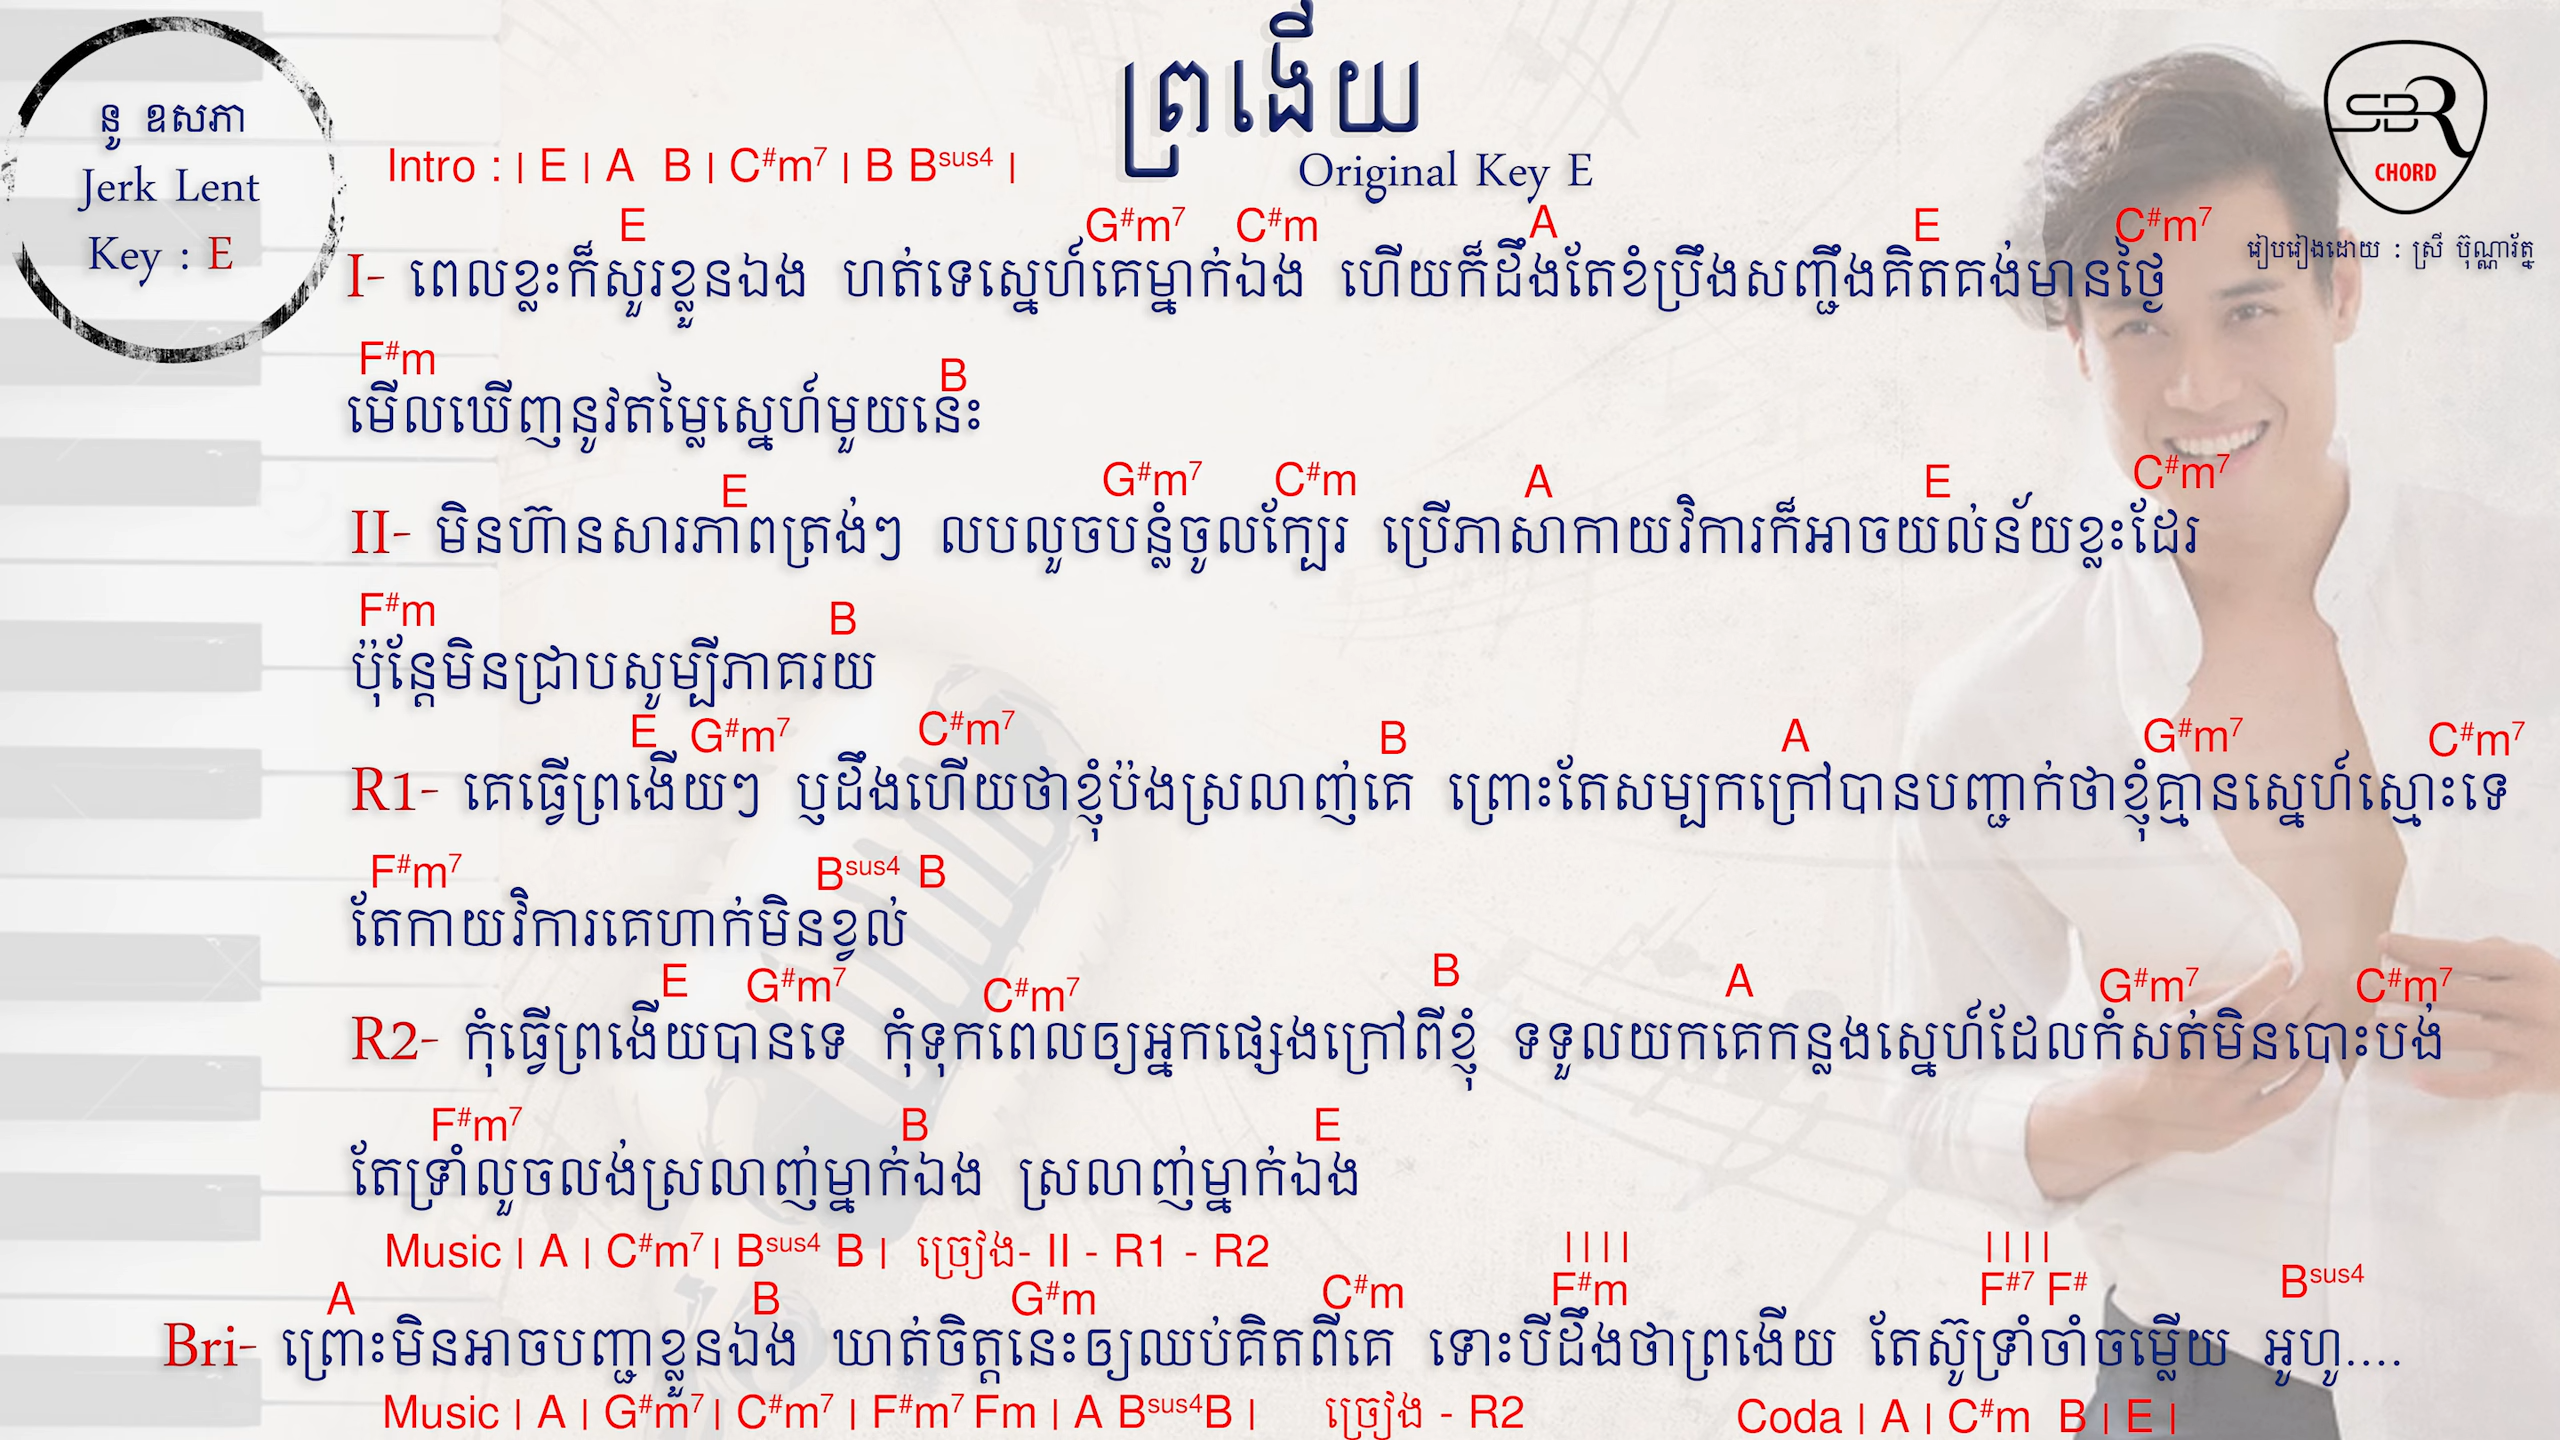 ព្រងើយ
Original Key E
នូ ឧសភា
Jerk Lent
Key : E
SBR
CHORD
រៀបរៀងដោយ : ស្រី ប៊ុណ្ណារ័ត្ន
Intro : | E | A B | C#m7 | B Bsus4 |
E G#m7 C#m A E C#m7
I- ពេលខ្លះក៏សួរខ្លួនឯង ហត់ទេស្នេហ៍គេម្នាក់ឯង ហើយក៏ដឹងតែខំប្រឹងសញ្ជឹងគិតគង់មានថ្ងៃ
F#m B
មើលឃើញនូវតម្លៃស្នេហ៍មួយនេះ
E G#m7 C#m A E C#m7
II- មិនហ៊ានសារភាពត្រង់ៗ លបលួចបន្លំចូលក្បែរ ប្រើភាសាកាយវិការក៏អាចយល់ន័យខ្លះដែរ
F#m B
ប៉ុន្តែមិនជ្រាបសូម្បីភាគរយ
E G#m7 C#m7 B A G#m7 C#m7
R1- គេធ្វើព្រងើយៗ ឫដឹងហើយថាខ្ញុំប៉ងស្រលាញ់គេ ព្រោះតែសម្បកក្រៅបានបញ្ជាក់ថាខ្ញុំគ្មានស្នេហ៍ស្មោះទេ
F#m7 Bsus4 B
តែកាយវិការគេហាក់មិនខ្វល់
E G#m7 C#m7 B A G#m7 C#m7
R2- កុំធ្វើព្រងើយបានទេ កុំទុកពេលឲ្យអ្នកផ្សេងក្រៅពីខ្ញុំ ទទួលយកគេកន្លងស្នេហ៍ដែលកំសត់មិនបោះបង់
F#m7 B E
តែទ្រាំលួចលង់ស្រលាញ់ម្នាក់ឯង ស្រលាញ់ម្នាក់ឯង
Music | A | C#m7 | Bsus4 B | ច្រៀង- II - R1 - R2
| | | | | | | |
A B G#m C#m F#m F#7 F# Bsus4
Bri- ព្រោះមិនអាចបញ្ជាខ្លួនឯង ឃាត់ចិត្តនេះឲ្យឈប់គិតពីគេ ទោះបីដឹងថាព្រងើយ តែស៊ូទ្រាំចាំចម្លើយ អូហូ....
Music | A | G#m7 | C#m7 | F#m7 Fm | A Bsus4B | ច្រៀង - R2 Coda | A | C#m B | E |